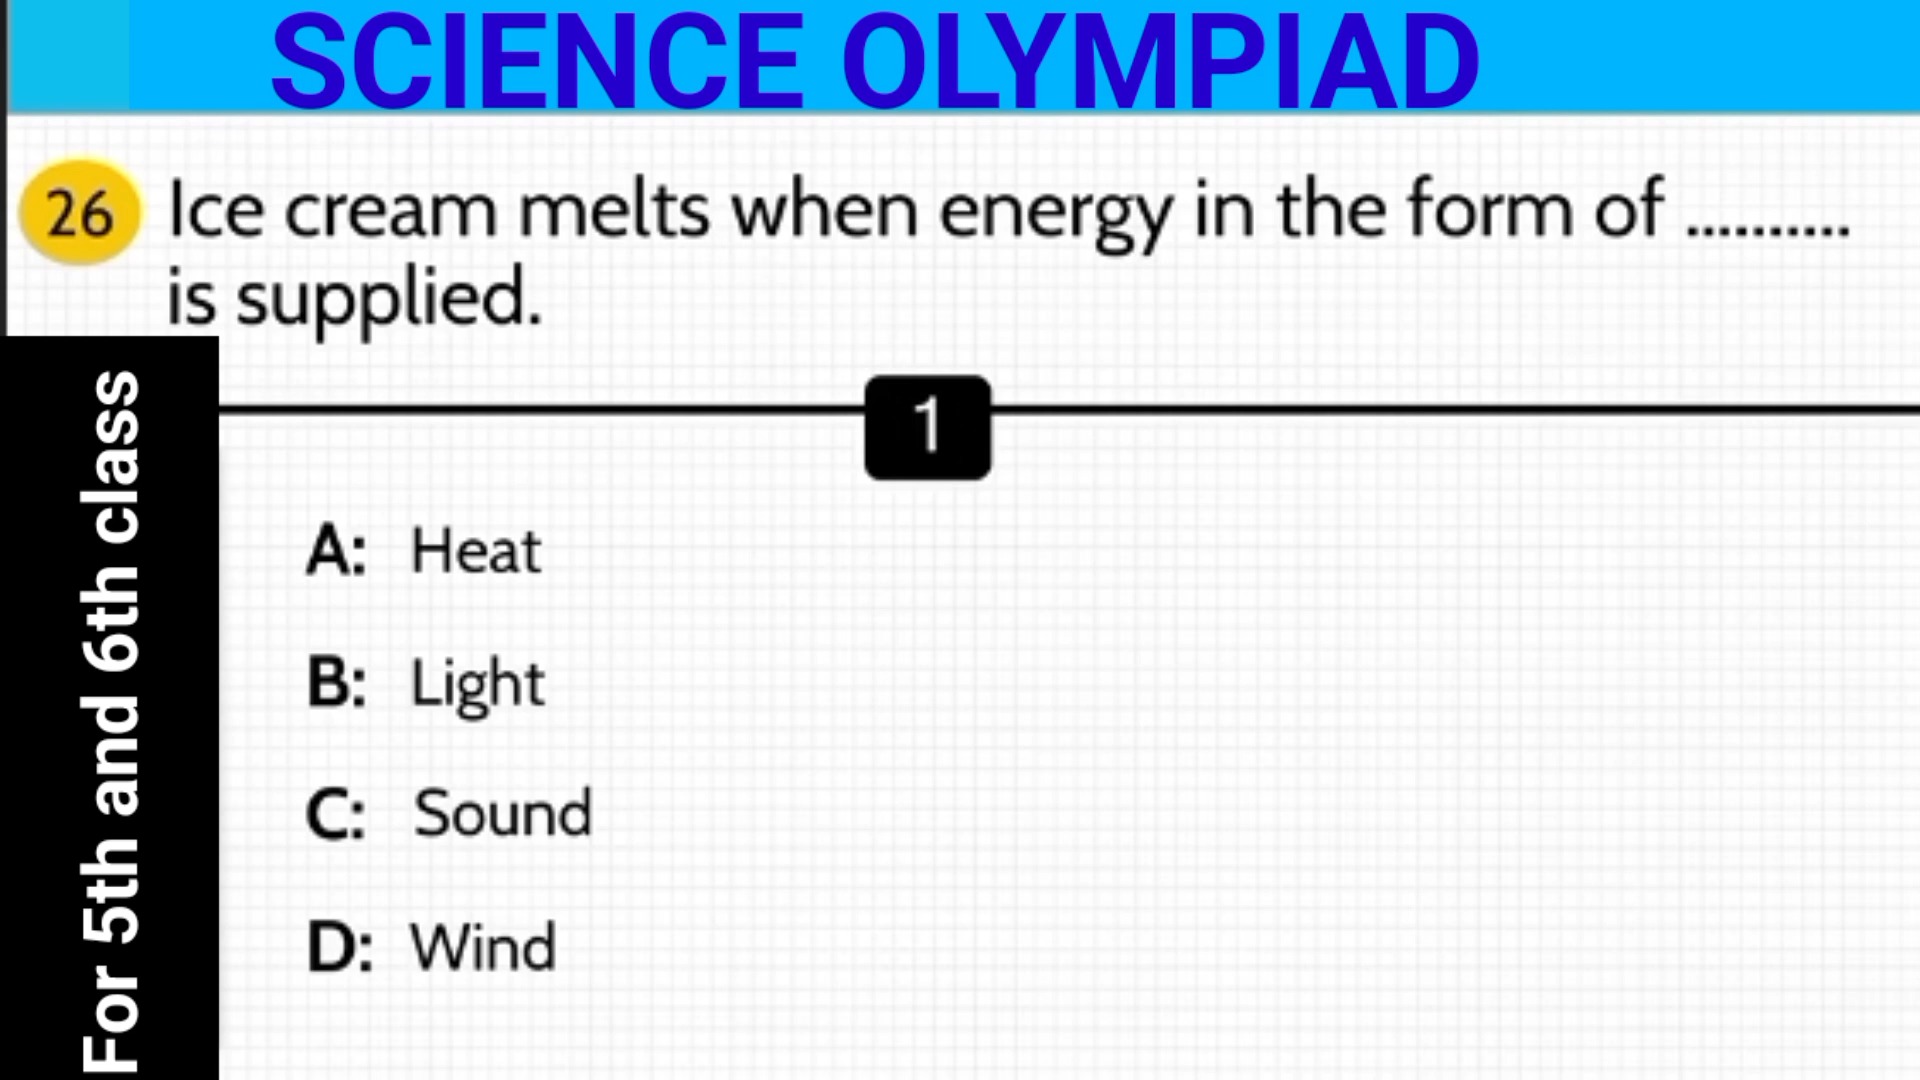 SCIENCE OLYMPIAD
26 Ice cream melts when energy in the form of ..........
is supplied.
1
A: Heat
B: Light
C: Sound
D: Wind
For 5th and 6th class